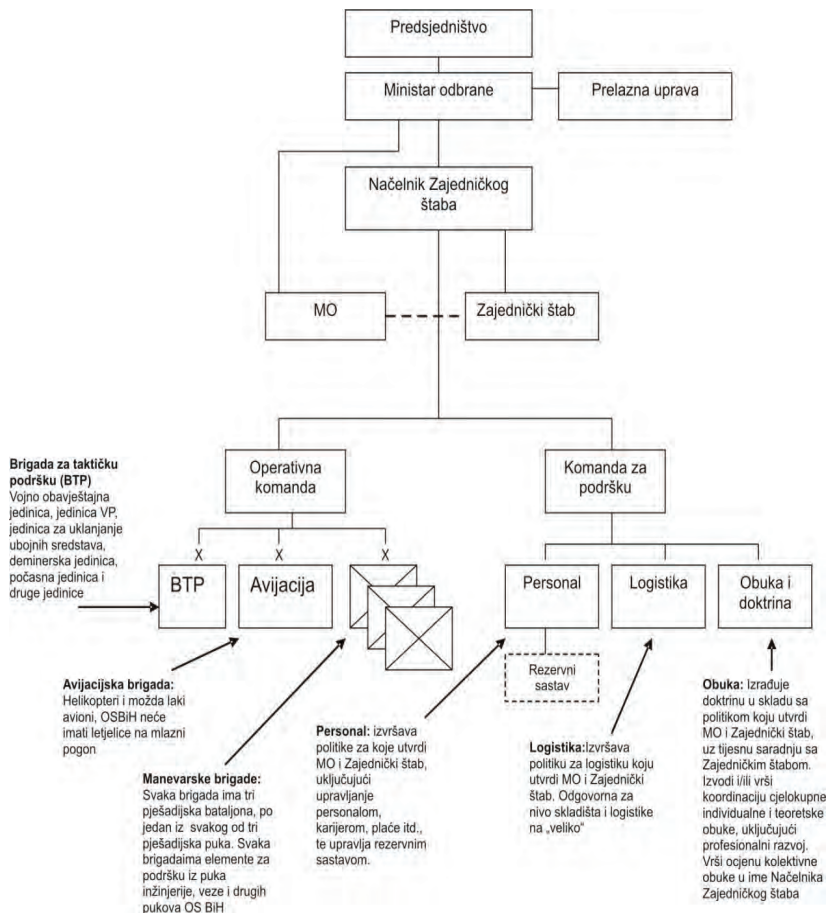 Predsjedništvo
Ministar odbrane
Prelazna uprava
Načelnik Zajedničkog
štaba
MO
Zajednički štab
Operativna
komanda
Komanda za
podršku
Brigada za taktičku
podršku (BTP)
Vojno obavještajna
jedinica, jedinica VP,
jedinica za uklanjanje
ubojnih sredstava,
deminerska jedinica,
počasna jedinica i
druge jedinice
X
X
X
BTP
Avijacija
Personal
Logistika
Obuka i
doktrina
Rezervni
sastav
Avijacijska brigada:
Helikopteri i možda laki
avioni, OSBiH neće
imati letjelice na mlazni
pogon
Manevarske brigade:
Svaka brigada ima tri
pješadijska bataljona, po
jedan iz svakog od tri
pješadijska puka. Svaka
brigadaima elemente za
podršku iz puka
inžinjerije, veze i drugih
pukova OS BiH
Personal: izvršava
politike za koje utvrdi
MO i Zajednički štab,
uključujući
upravljanje
personalom,
karijerom, plaće itd.,
te upravlja rezervnim
sastavom.
Logistika:Izvršava
politiku za logistiku koju
utvrdi MO i Zajednički
štab. Odgovorna za
nivo skladišta i logistike
na „veliko“
Obuka: Izrađuje
doktrinu u skladu sa
politikom koju utvrdi
MO i Zajednički štab,
uz tijesnu saradnju sa
Zajedničkim štabom.
Izvodi i/ili vrši
koordinaciju cjelokupne
individualne i teoretske
obuke, uključujući
profesionalni razvoj.
Vrši ocjenu kolektivne
obuke u ime Načelnika
Zajedničkog štaba